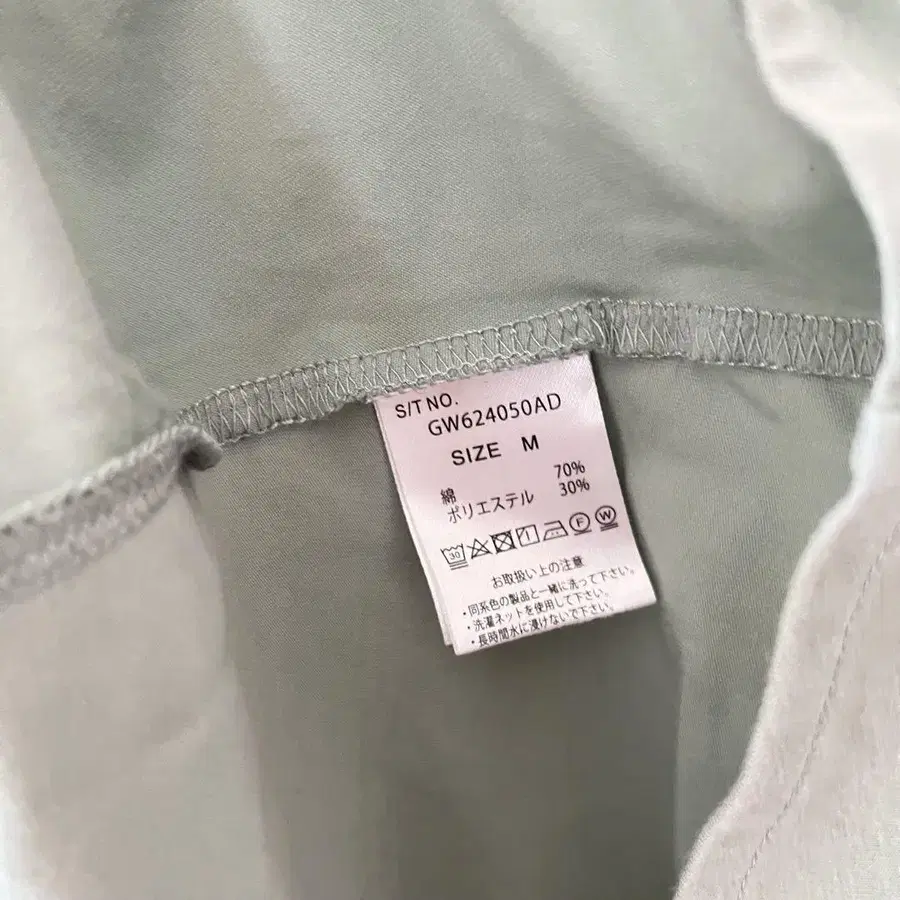 S/T NO.
GW624050AD
SIZE M
綿 70%
ポリエステル 30%
30 F W
お取扱い上の注意
・同系色の製品と一緒に洗って下さい。
・洗濯ネットを使用して下さい。
・長時間水に浸けないで下さい。